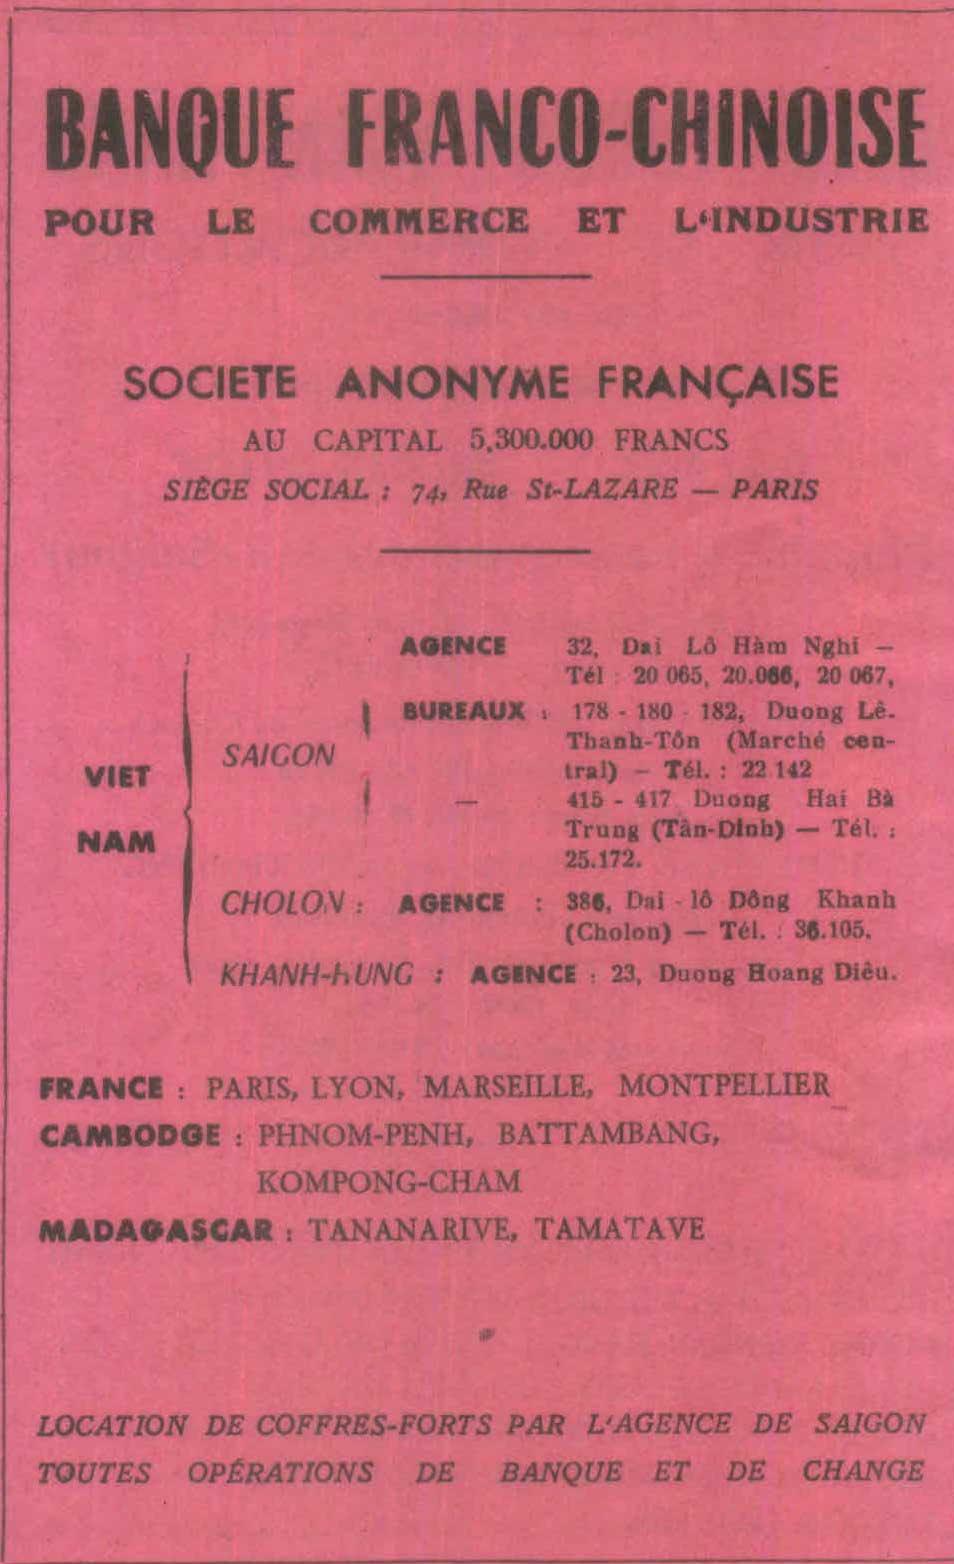 BANQUE FRANCO-CHINOISE
POUR LE COMMERCE ET L'INDUSTRIE
SOCIETE ANONYME FRANÇAISE
AU CAPITAL 5,300.000 FRANCS
SIÈGE SOCIAL : 74, Rue St-LAZARE — PARIS
VIET NAM
SAIGON
AGENCE 32, Dai Lô Hàm Nghi —
Tél : 20 065, 20.066, 20 067,
BUREAUX : 178 - 180 - 182, Duong Lê-
Thanh-Tôn (Marché cen-
tral) — Tél. : 22 142
— 415 - 417 Duong Hai Bà
Trung (Tân-Dinh) — Tél. :
25.172.
CHOLON : AGENCE : 386, Dai - lô Dông Khanh
(Cholon) — Tél. : 36.105.
KHANH-HUNG : AGENCE : 23, Duong Hoang Diêu.
FRANCE : PARIS, LYON, MARSEILLE, MONTPELLIER
CAMBODGE : PHNOM-PENH, BATTAMBANG,
KOMPONG-CHAM
MADAGASCAR : TANANARIVE, TAMATAVE
LOCATION DE COFFRES-FORTS PAR L'AGENCE DE SAIGON
TOUTES OPÉRATIONS DE BANQUE ET DE CHANGE